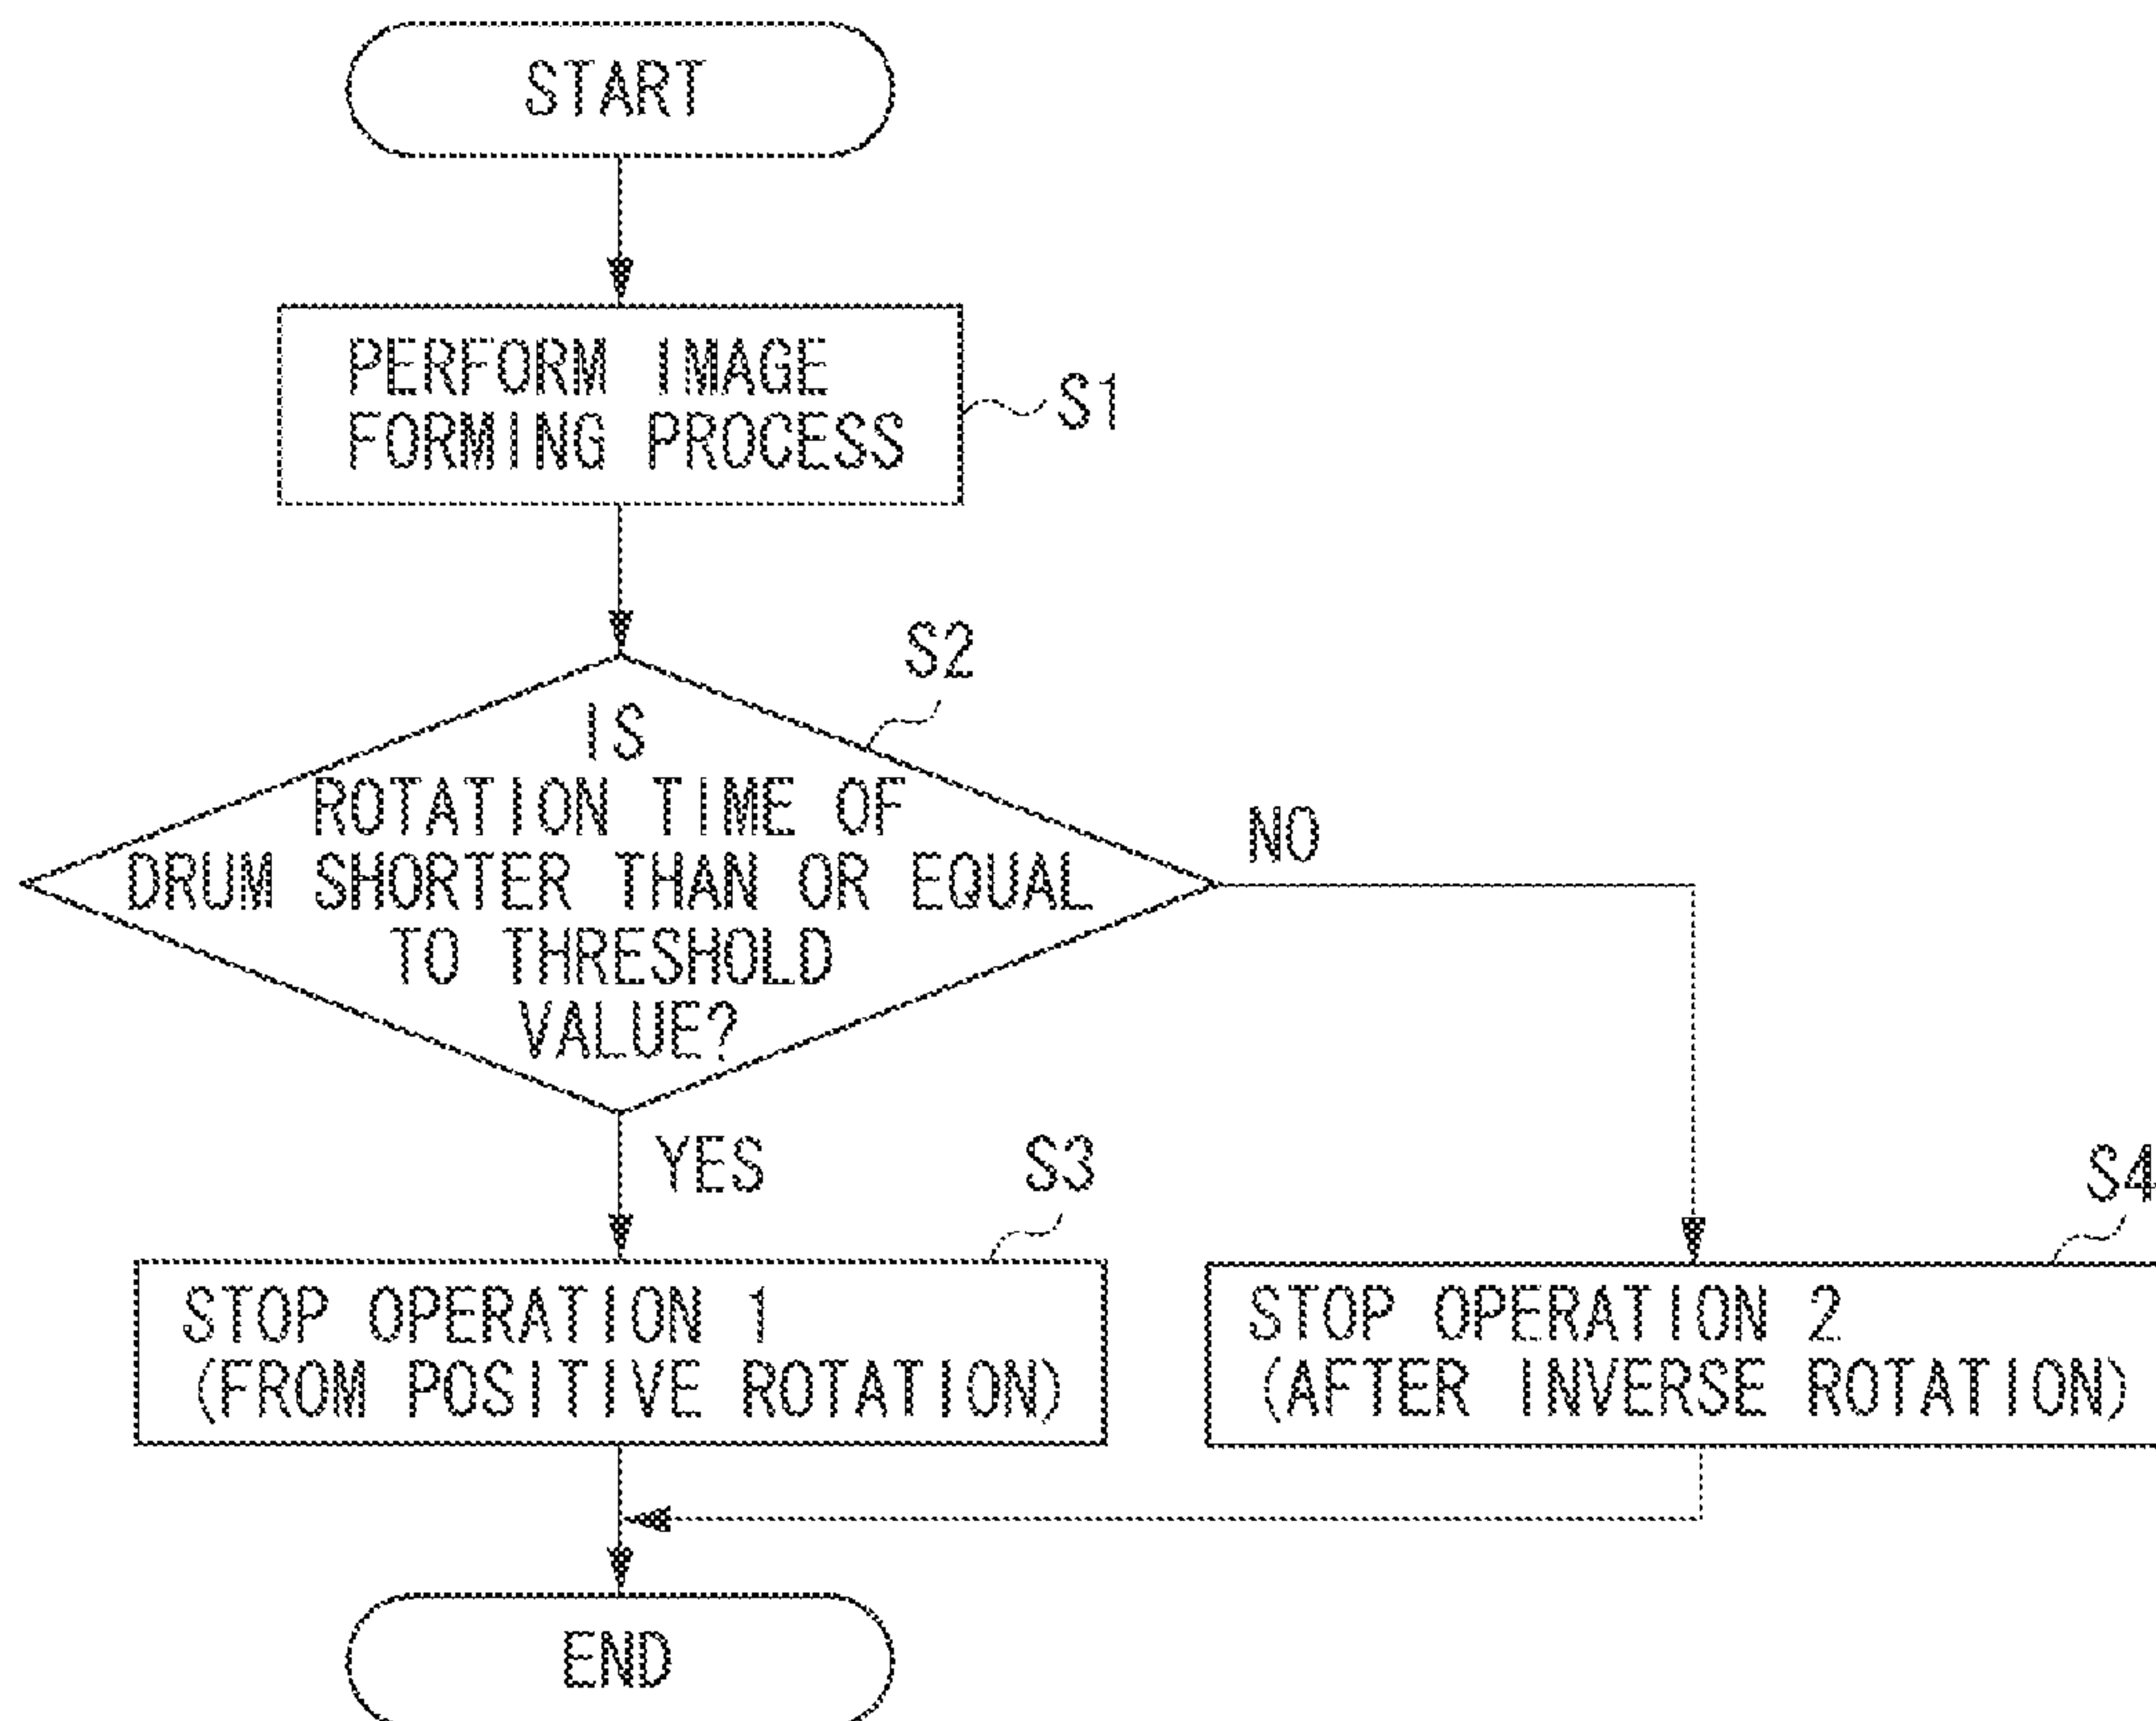 START
PERFORM IMAGE
FORMING PROCESS
S1
S2
IS
ROTATION TIME OF
DRUM SHORTER THAN OR EQUAL
TO THRESHOLD
VALUE?
NO
YES
S3
S4
STOP OPERATION 1
(FROM POSITIVE ROTATION)
STOP OPERATION 2
(AFTER INVERSE ROTATION)
END